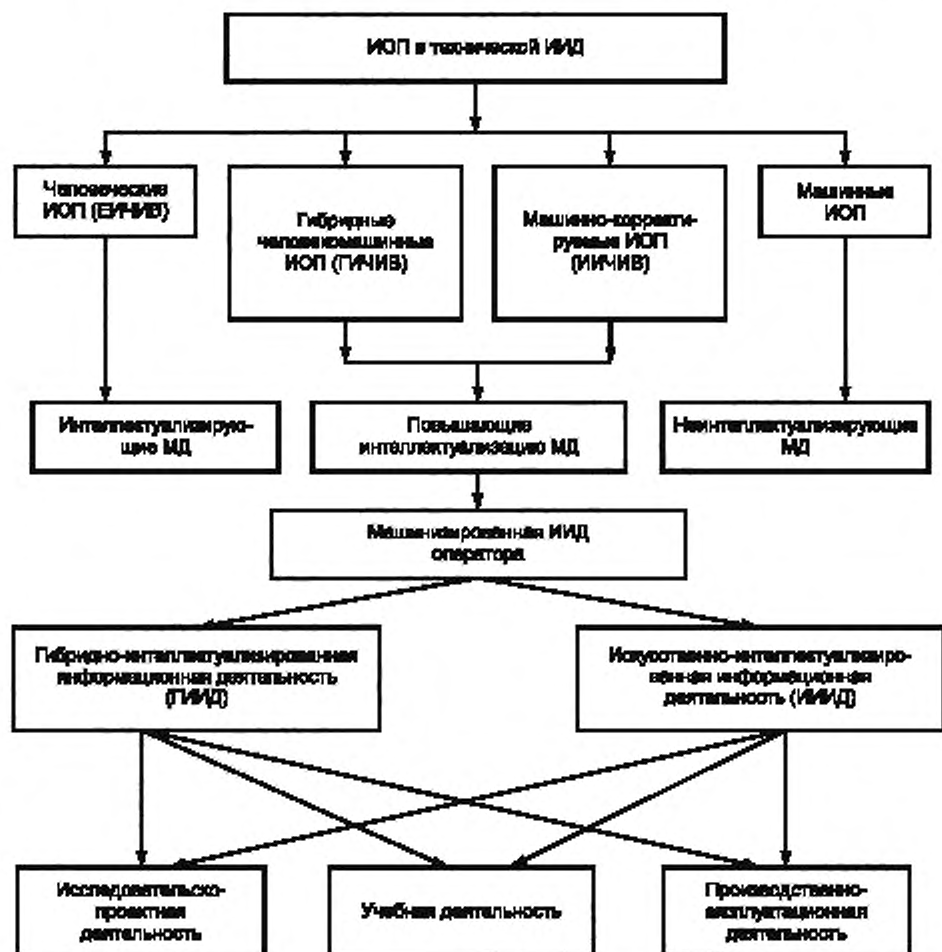 ИОП в технической ИИД
Человеческие
ИОП (ЕИЧИВ)
Гибридные
человекомашинные
ИОП (ГИЧИВ)
Машинно-корректи-
руемые ИОП
(ИИЧИВ)
Машинные
ИОП
Интеллектуализирую-
щие МД
Повышающие
интеллектуализацию МД
Неинтеллектуализирующие
МД
Машинизированная ИИД
оператора
Гибридно-интеллектуализированная
информационная деятельность
(ГИИД)
Искусственно-интеллектуализиро-
ванная информационная
деятельность (ИИИД)
Исследовательско-
проектная
деятельность
Учебная деятельность
Производственно-
эксплуатационная
деятельность